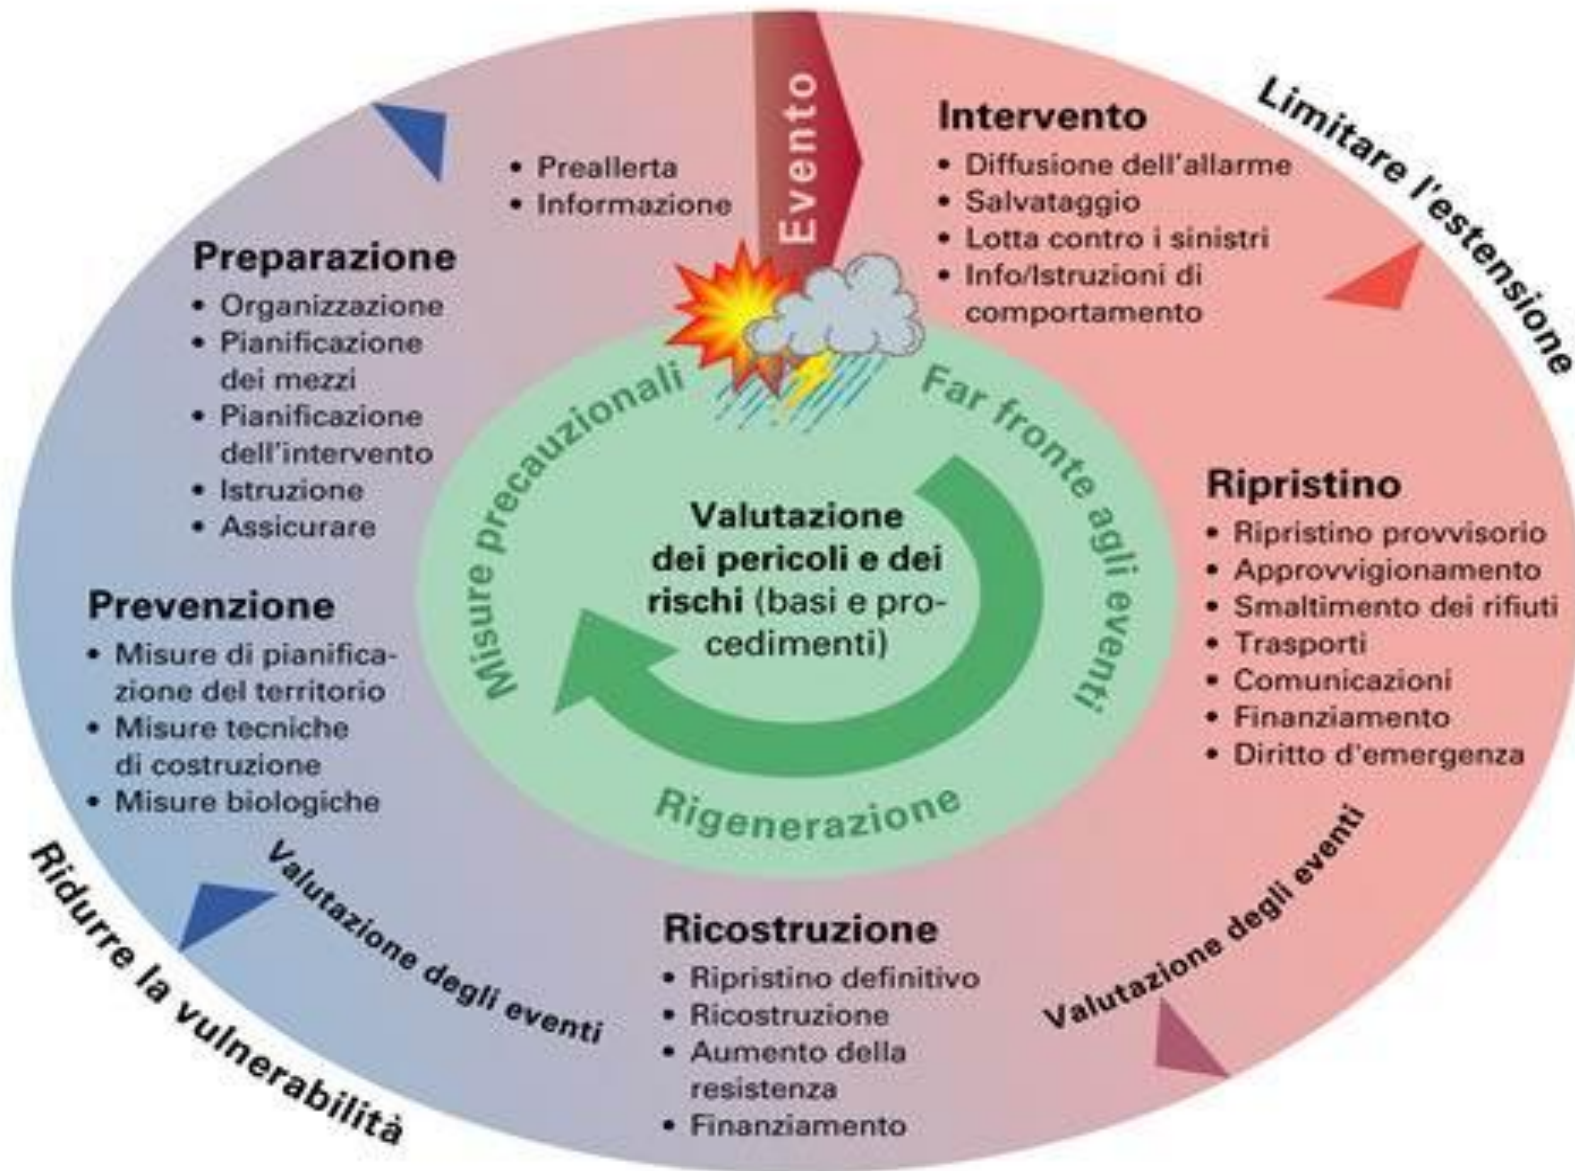 Evento
Intervento
• Diffusione dell'allarme
• Salvataggio
• Lotta contro i sinistri
• Info/Istruzioni di
comportamento
Limitare l'estensione
Ripristino
• Ripristino provvisorio
• Approvvigionamento
• Smaltimento dei rifiuti
• Trasporti
• Comunicazioni
• Finanziamento
• Diritto d'emergenza
Valutazione degli eventi
Ricostruzione
• Ripristino definitivo
• Ricostruzione
• Aumento della
resistenza
• Finanziamento
Valutazione degli eventi
Ridurre la vulnerabilità
Prevenzione
• Misure di pianifica-
zione del territorio
• Misure tecniche
di costruzione
• Misure biologiche
Preparazione
• Organizzazione
• Pianificazione
dei mezzi
• Pianificazione
dell'intervento
• Istruzione
• Assicurare
• Preallerta
• Informazione
Misure precauzionali
Far fronte agli eventi
Rigenerazione
Valutazione
dei pericoli e dei
rischi (basi e pro-
cedimenti)